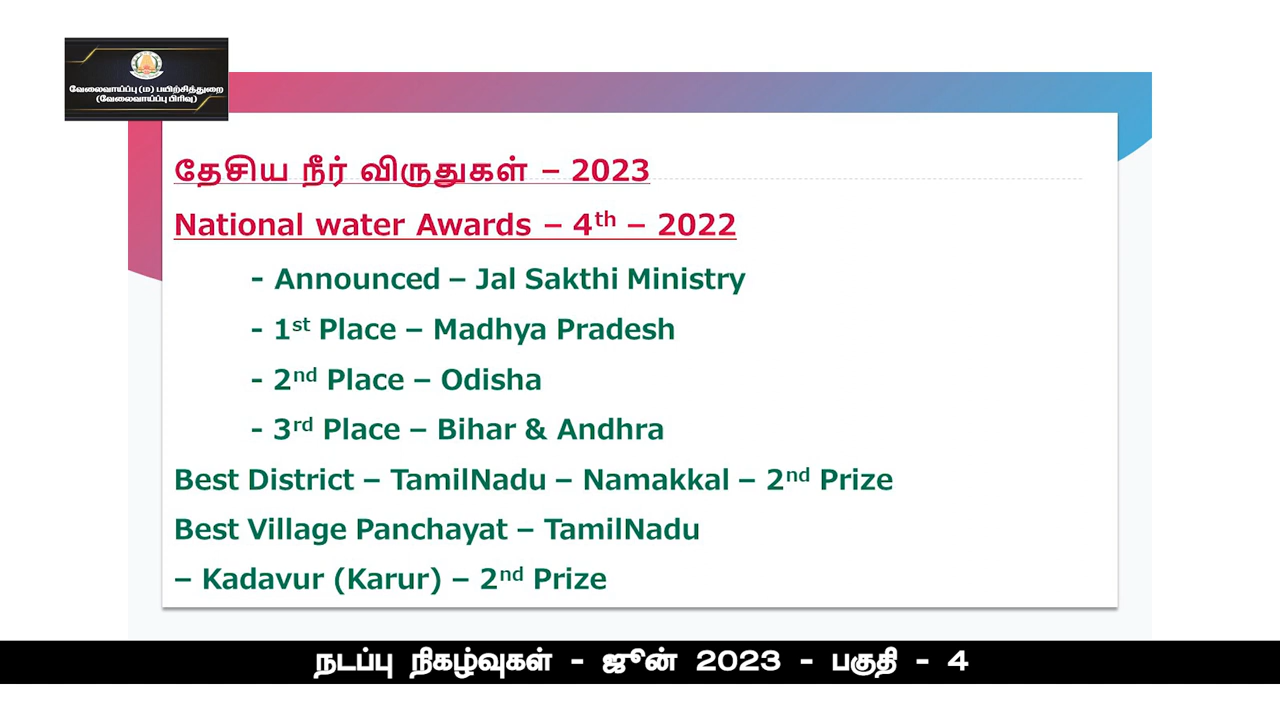 வேலைவாய்ப்பு (ம) பயிற்சித்துறை
(வேலைவாய்ப்பு பிரிவு)
தேசிய நீர் விருதுகள் – 2023
National water Awards – 4th – 2022
- Announced – Jal Sakthi Ministry
- 1st Place – Madhya Pradesh
- 2nd Place – Odisha
- 3rd Place – Bihar & Andhra
Best District – TamilNadu – Namakkal – 2nd Prize
Best Village Panchayat – TamilNadu
– Kadavur (Karur) – 2nd Prize
நடப்பு நிகழ்வுகள் - ஜூன் 2023 - பகுதி - 4